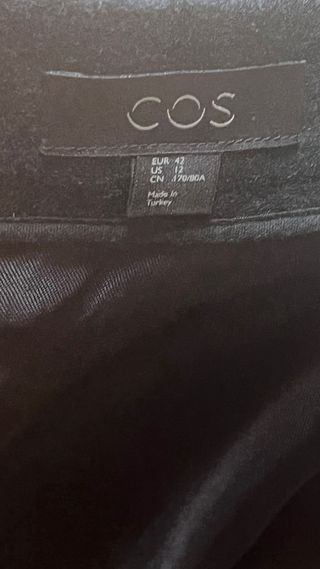 COS
EUR 42
US 12
CN 170/80A
Made in
Turkey